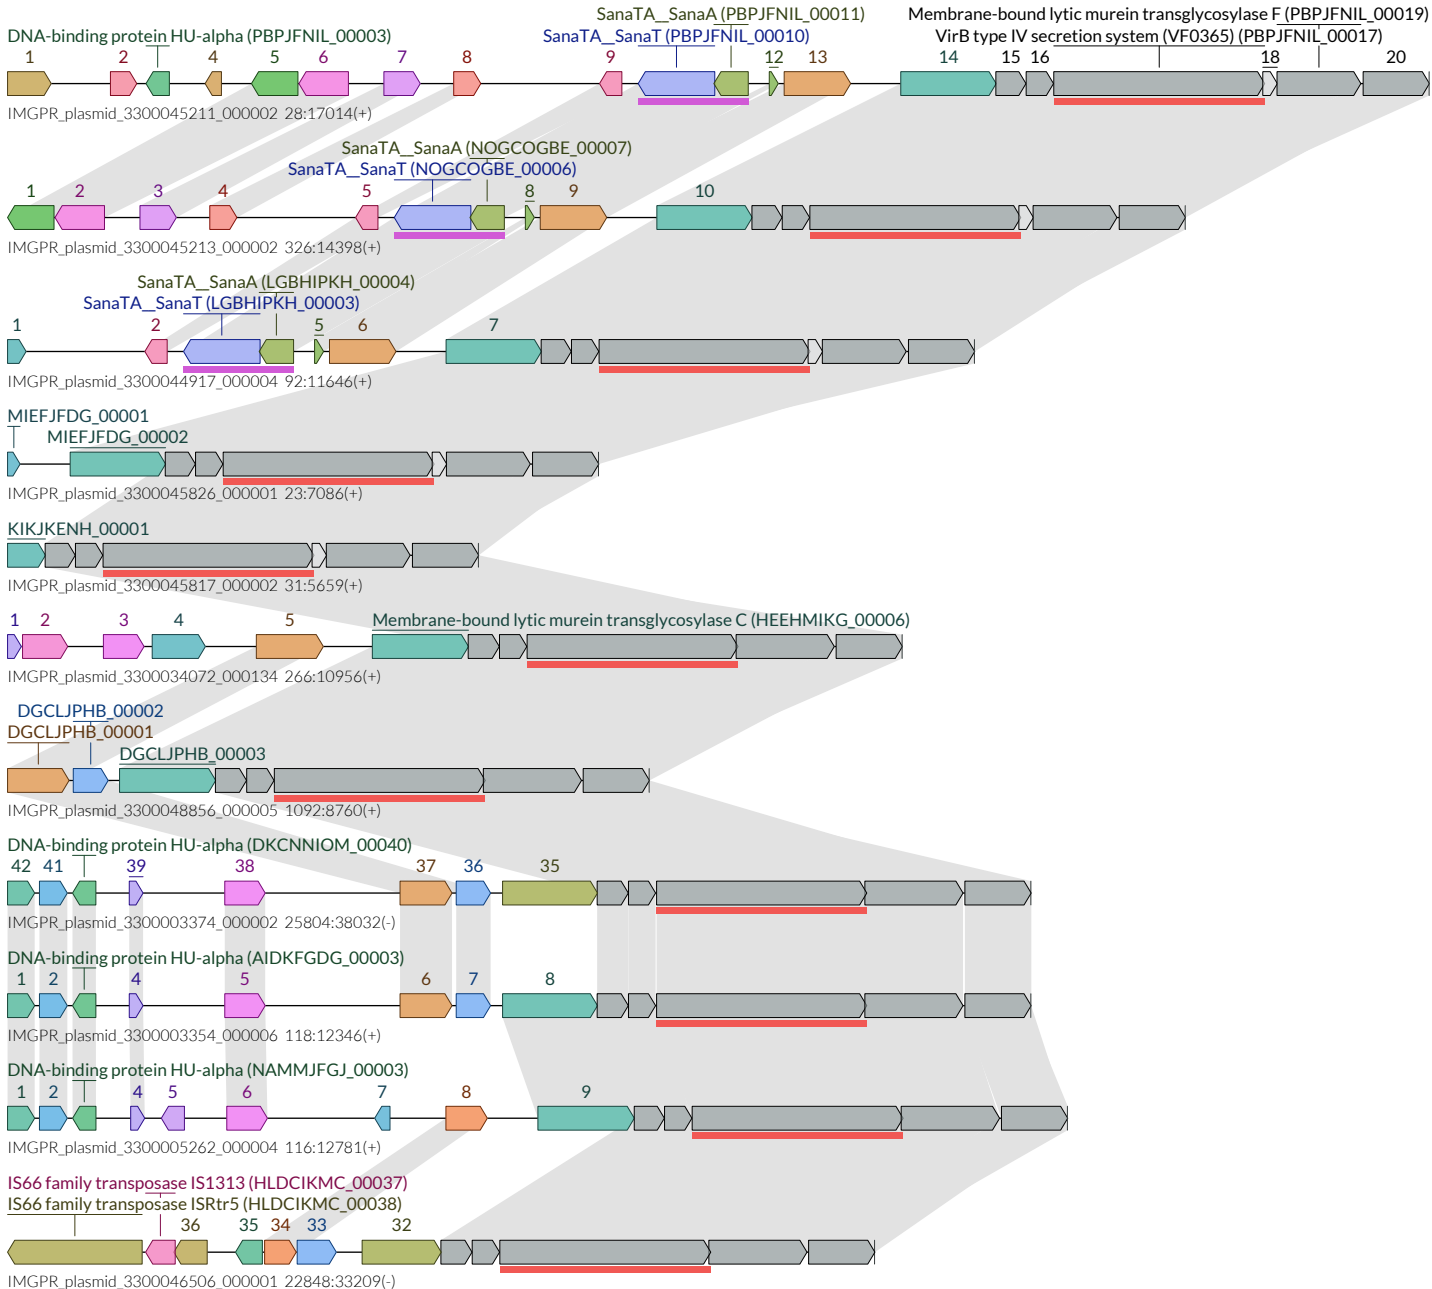 SanaTA__SanaA (PBPJFNIL_00011)
Membrane-bound lytic murein transglycosylase F (PBPJFNIL_00019)
DNA-binding protein HU-alpha (PBPJFNIL_00003)
SanaTA__SanaT (PBPJFNIL_00010)
VirB type IV secretion system (VF0365) (PBPJFNIL_00017)
1 2 4 5 6 7 8 9 12 13 14 15 16 18 20
IMGPR_plasmid_3300045211_000002 28:17014(+)
SanaTA__SanaA (NOGCOGBE_00007)
SanaTA__SanaT (NOGCOGBE_00006)
1 2 3 4 5 8 9 10
IMGPR_plasmid_3300045213_000002 326:14398(+)
SanaTA__SanaA (LGBHIPKH_00004)
SanaTA__SanaT (LGBHIPKH_00003)
1 2 5 6 7
IMGPR_plasmid_3300044917_000004 92:11646(+)
MIEFJFDG_00001
MIEFJFDG_00002
IMGPR_plasmid_3300045826_000001 23:7086(+)
KIKJKENH_00001
IMGPR_plasmid_3300045817_000002 31:5659(+)
1 2 3 4 5 Membrane-bound lytic murein transglycosylase C (HEEHMIKG_00006)
IMGPR_plasmid_3300034072_000134 266:10956(+)
DGCLJPHB_00002
DGCLJPHB_00001
DGCLJPHB_00003
IMGPR_plasmid_3300048856_000005 1092:8760(+)
DNA-binding protein HU-alpha (DKCNNIOM_00040)
42 41 39 38 37 36 35
IMGPR_plasmid_3300003374_000002 25804:38032(-)
DNA-binding protein HU-alpha (AIDKFGDG_00003)
1 2 4 5 6 7 8
IMGPR_plasmid_3300003354_000006 118:12346(+)
DNA-binding protein HU-alpha (NAMMJFGJ_00003)
1 2 4 5 6 7 8 9
IMGPR_plasmid_3300005262_000004 116:12781(+)
IS66 family transposase IS1313 (HLDCIKMC_00037)
IS66 family transposase ISRtr5 (HLDCIKMC_00038)
36 35 34 33 32
IMGPR_plasmid_3300046506_000001 22848:33209(-)